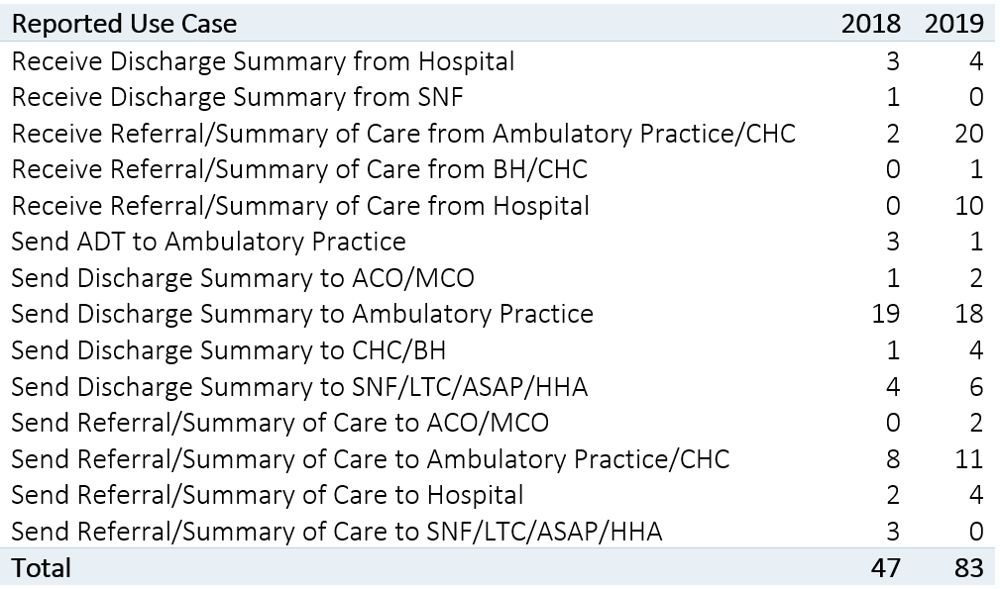 Reported Use Case 2018 2019
Receive Discharge Summary from Hospital 3 4
Receive Discharge Summary from SNF 1 0
Receive Referral/Summary of Care from Ambulatory Practice/CHC 2 20
Receive Referral/Summary of Care from BH/CHC 0 1
Receive Referral/Summary of Care from Hospital 0 10
Send ADT to Ambulatory Practice 3 1
Send Discharge Summary to ACO/MCO 1 2
Send Discharge Summary to Ambulatory Practice 19 18
Send Discharge Summary to CHC/BH 1 4
Send Discharge Summary to SNF/LTC/ASAP/HHA 4 6
Send Referral/Summary of Care to ACO/MCO 0 2
Send Referral/Summary of Care to Ambulatory Practice/CHC 8 11
Send Referral/Summary of Care to Hospital 2 4
Send Referral/Summary of Care to SNF/LTC/ASAP/HHA 3 0
Total 47 83